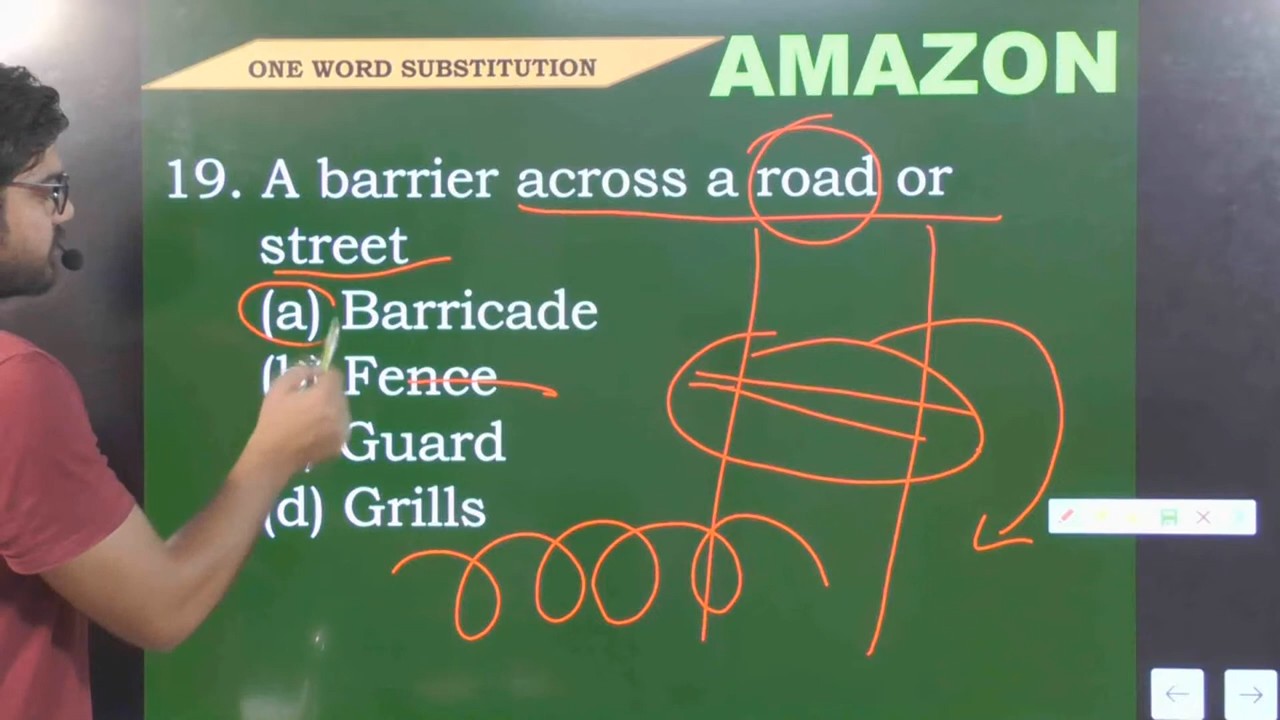 ONE WORD SUBSTITUTION
AMAZON
19. A barrier across a road or
street
(a) Barricade
Fence
Guard
(d) Grills